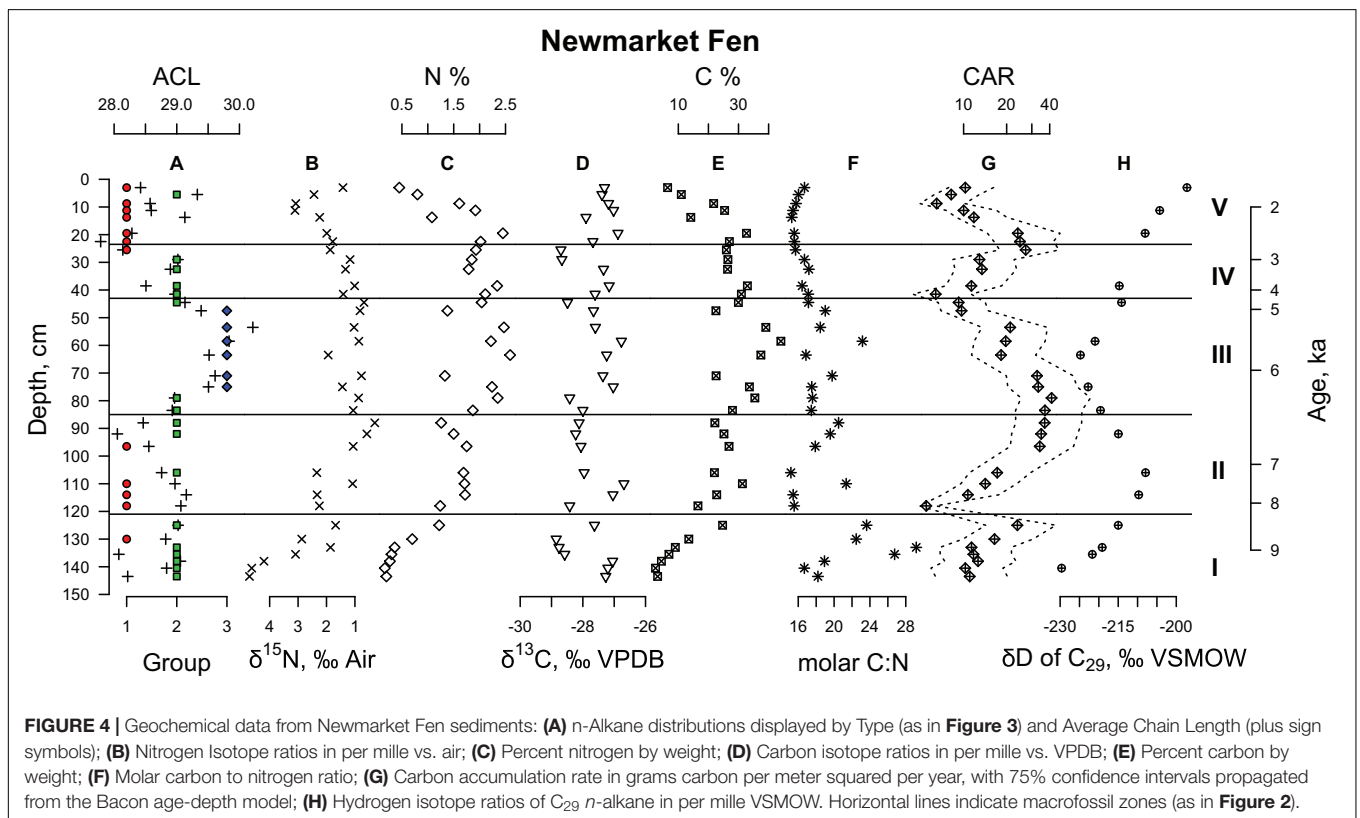 Newmarket Fen
ACL N % C % CAR
28.0 29.0 30.0 0.5 1.5 2.5 10 30 10 20 40
A B C D E F G H
0
10
20
30
40
50
60
70
80
90
100
110
120
130
140
150
Depth, cm
V
IV
III
II
I
2
3
4
5
6
7
8
9
Age, ka
1 2 3 4 3 2 1 -30 -28 -26 16 20 24 28 -230 -215 -200
Group δ15N, ‰ Air δ13C, ‰ VPDB molar C:N δD of C29, ‰ VSMOW
FIGURE 4 | Geochemical data from Newmarket Fen sediments: (A) n-Alkane distributions displayed by Type (as in Figure 3) and Average Chain Length (plus sign
symbols); (B) Nitrogen Isotope ratios in per mille vs. air; (C) Percent nitrogen by weight; (D) Carbon isotope ratios in per mille vs. VPDB; (E) Percent carbon by
weight; (F) Molar carbon to nitrogen ratio; (G) Carbon accumulation rate in grams carbon per meter squared per year, with 75% confidence intervals propagated
from the Bacon age-depth model; (H) Hydrogen isotope ratios of C29 n-alkane in per mille VSMOW. Horizontal lines indicate macrofossil zones (as in Figure 2).